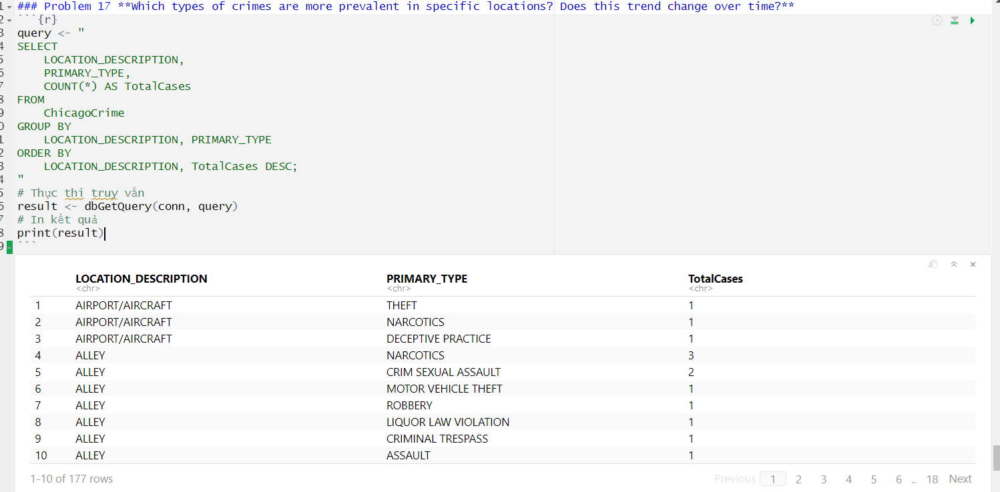 ### Problem 17 **Which types of crimes are more prevalent in specific locations? Does this trend change over time?**
```{r}
query <- "
SELECT
LOCATION_DESCRIPTION,
PRIMARY_TYPE,
COUNT(*) AS TotalCases
FROM
ChicagoCrime
GROUP BY
LOCATION_DESCRIPTION, PRIMARY_TYPE
ORDER BY
LOCATION_DESCRIPTION, TotalCases DESC;
"
# Thực thi truy vấn
result <- dbGetQuery(conn, query)
# In kết quả
print(result)
```
LOCATION_DESCRIPTION PRIMARY_TYPE TotalCases
<chr> <chr> <chr>
1 AIRPORT/AIRCRAFT THEFT 1
2 AIRPORT/AIRCRAFT NARCOTICS 1
3 AIRPORT/AIRCRAFT DECEPTIVE PRACTICE 1
4 ALLEY NARCOTICS 3
5 ALLEY CRIM SEXUAL ASSAULT 2
6 ALLEY MOTOR VEHICLE THEFT 1
7 ALLEY ROBBERY 1
8 ALLEY LIQUOR LAW VIOLATION 1
9 ALLEY CRIMINAL TRESPASS 1
10 ALLEY ASSAULT 1
1-10 of 177 rows Previous 1 2 3 4 5 6 ... 18 Next